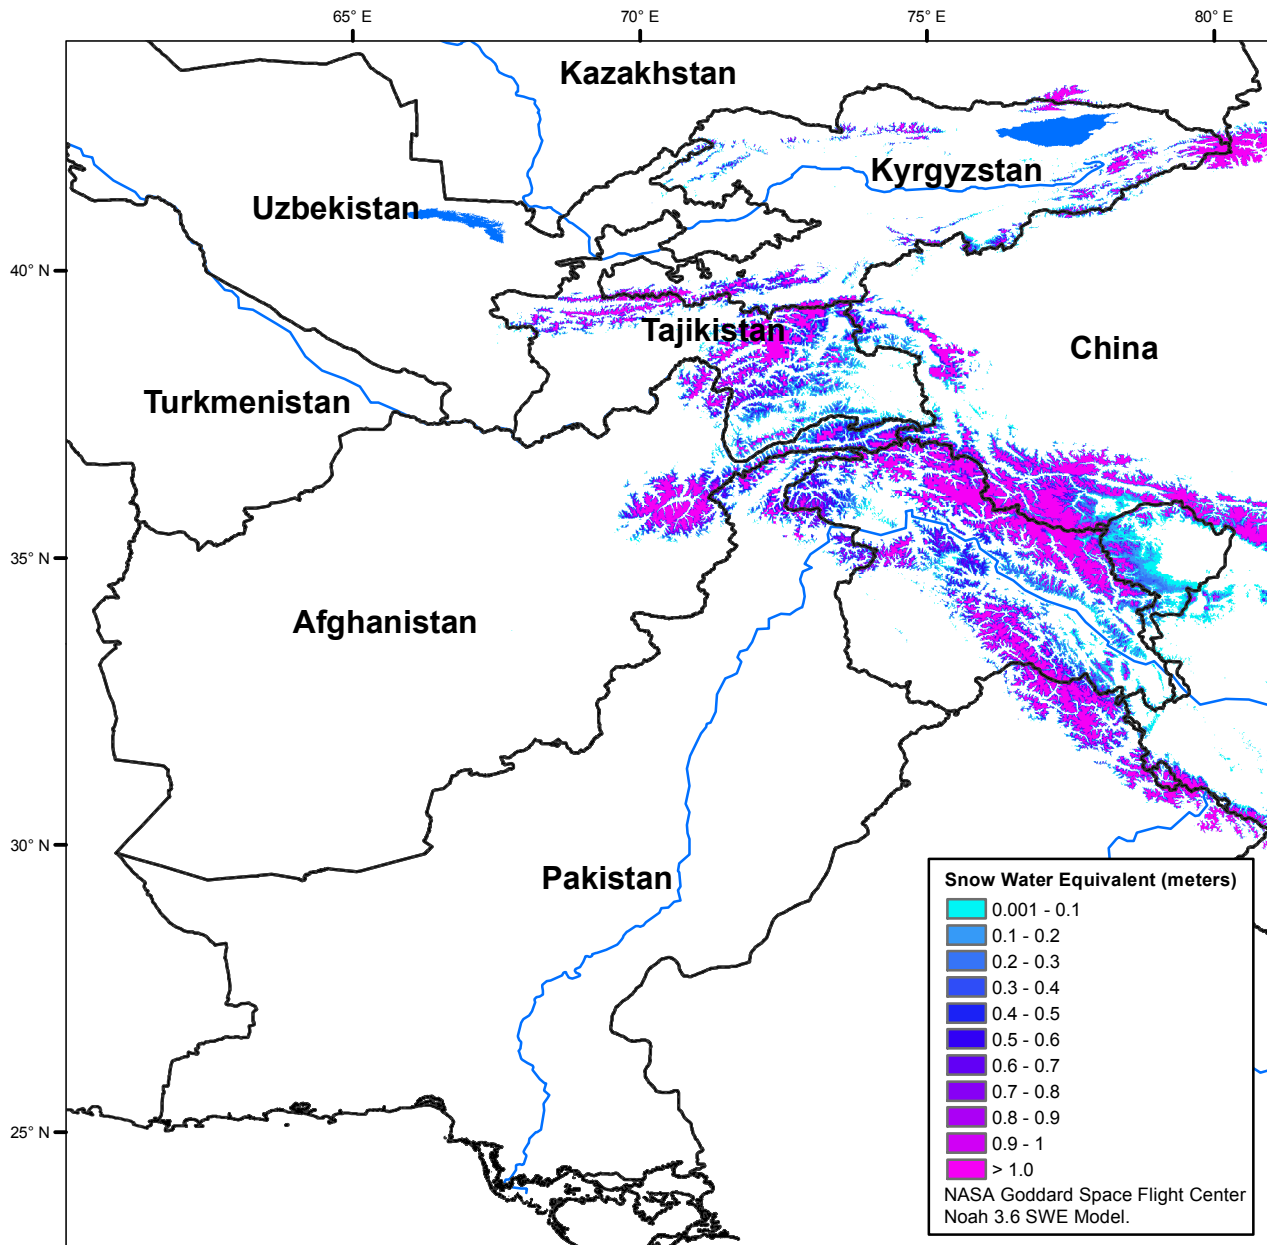 65° E
70° E
75° E
80° E
Kazakhstan
Kyrgyzstan
Uzbekistan
40° N
Tajikistan
China
Turkmenistan
35° N
Afghanistan
30° N
Pakistan
25° N
Snow Water Equivalent (meters)
0.001 - 0.1
0.1 - 0.2
0.2 - 0.3
0.3 - 0.4
0.4 - 0.5
0.5 - 0.6
0.6 - 0.7
0.7 - 0.8
0.8 - 0.9
0.9 - 1
> 1.0
NASA Goddard Space Flight Center
Noah 3.6 SWE Model.